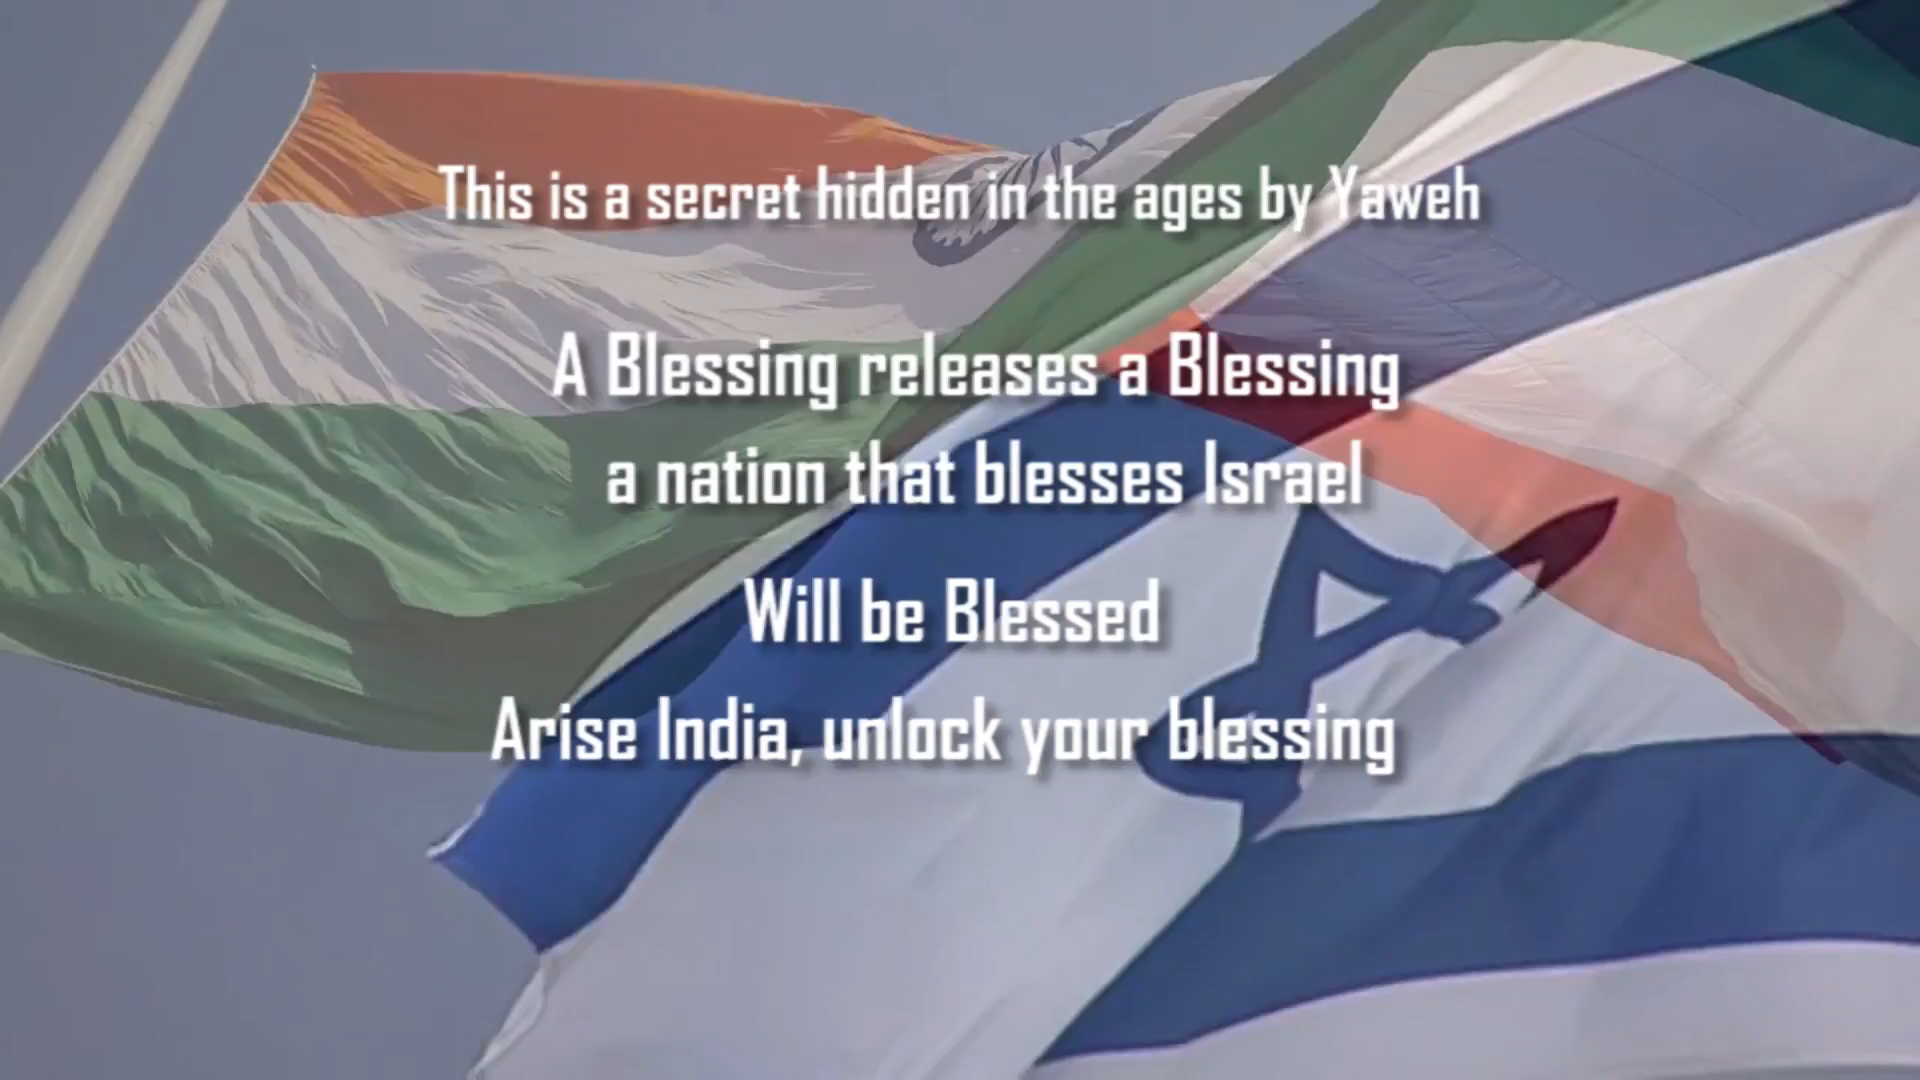 This is a secret hidden in the ages by Yaweh
A Blessing releases a Blessing
a nation that blesses Israel
Will be Blessed
Arise India, unlock your blessing